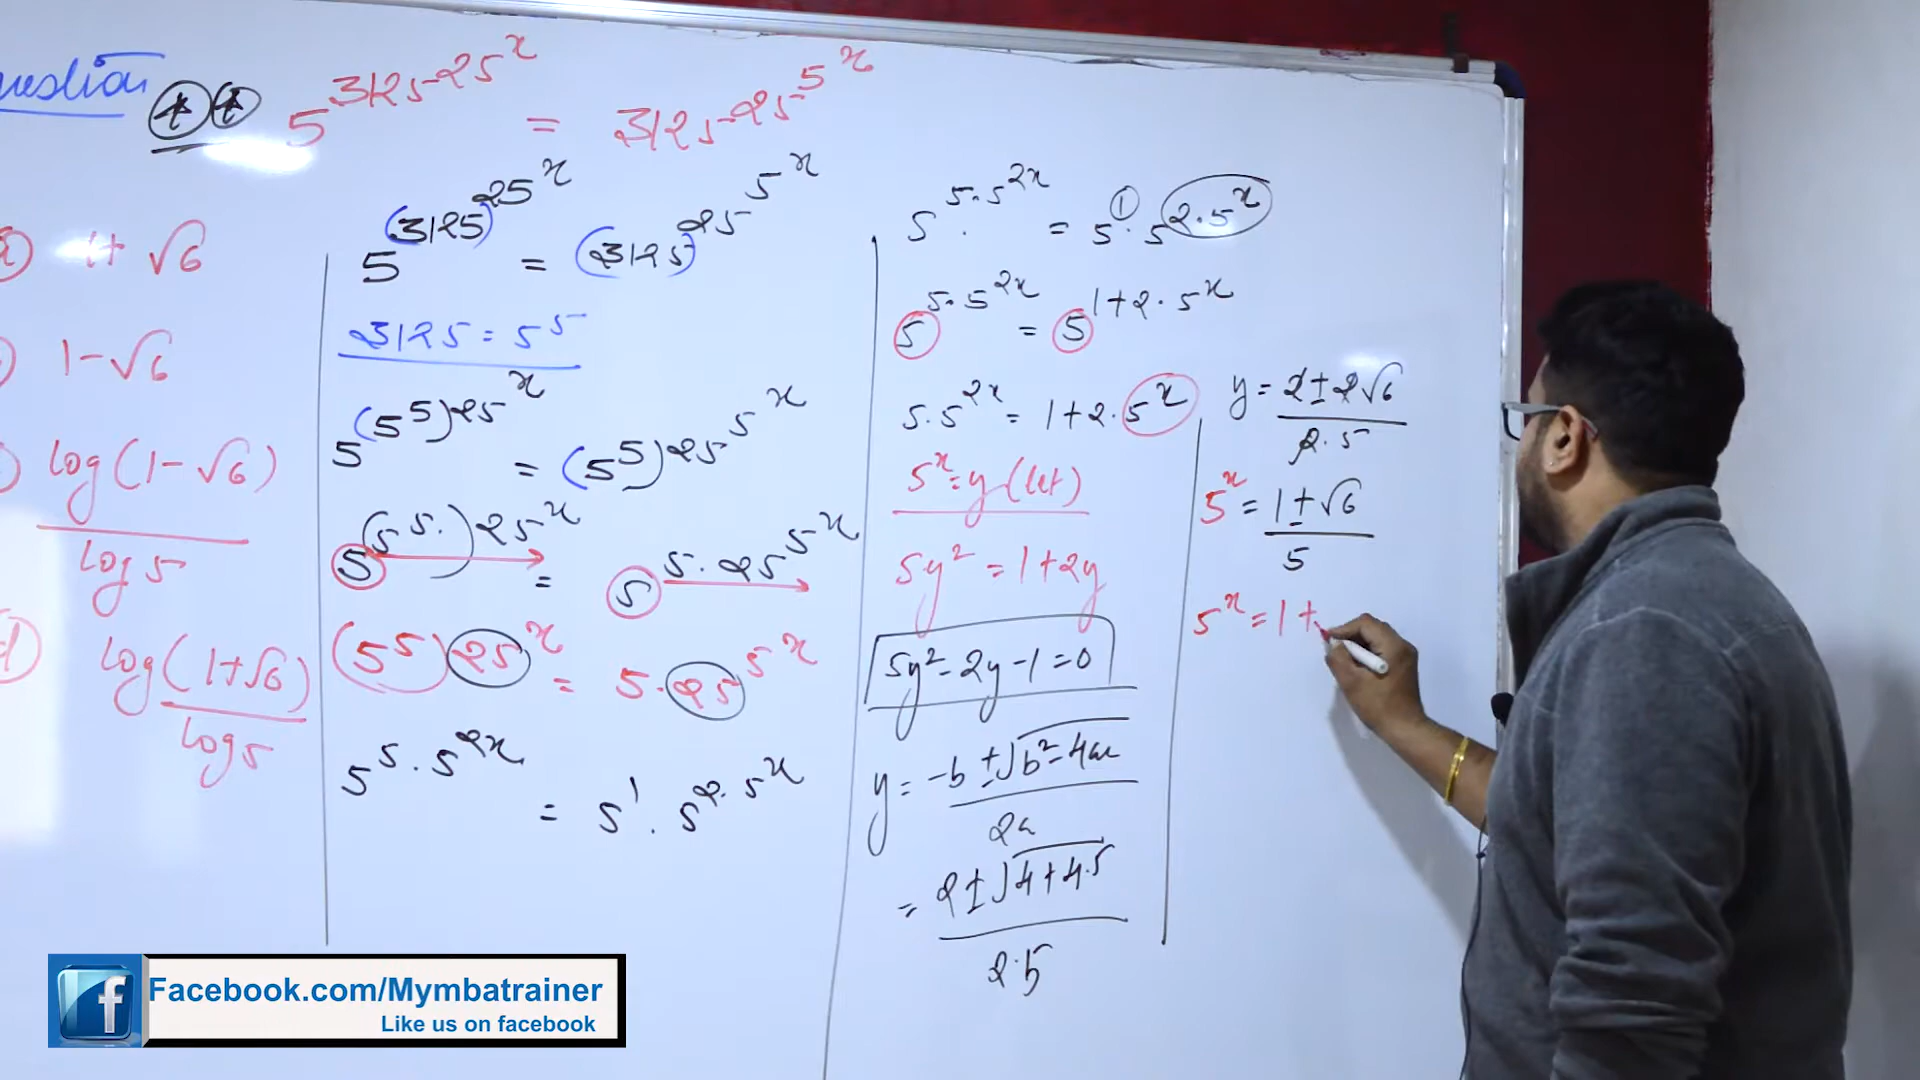 uestion ** 5^3125^25^x = 3125^25^5^x
a) 1+√6
1-√6
log(1-√6)
log 5
d) log(1+√6)
log 5
5^(3125)^25^x = (3125)^25^5^x
3125 = 5^5
5^(5^5)25^x = (5^5)25^5^x
5^(5^5.)25^x = 5^5.25^5^x
(5^5)25^x = 5.25^5^x
5^5.5^2x = 5^1.5^2.5^x
5^5.5^2x = 5^1.5^2.5^x
5^5.5^2x = 5^1+2.5^x
5.5^2x = 1+2.5^x
5^x=y (let)
5y² = 1+2y
5y²-2y-1=0
y = -b±√b²-4ac
2a
= 2±√4+4.5
2.5
y = 2±2√6
2.5
5^x = 1±√6
5
5^x = 1+
Facebook.com/Mymbatrainer
Like us on facebook